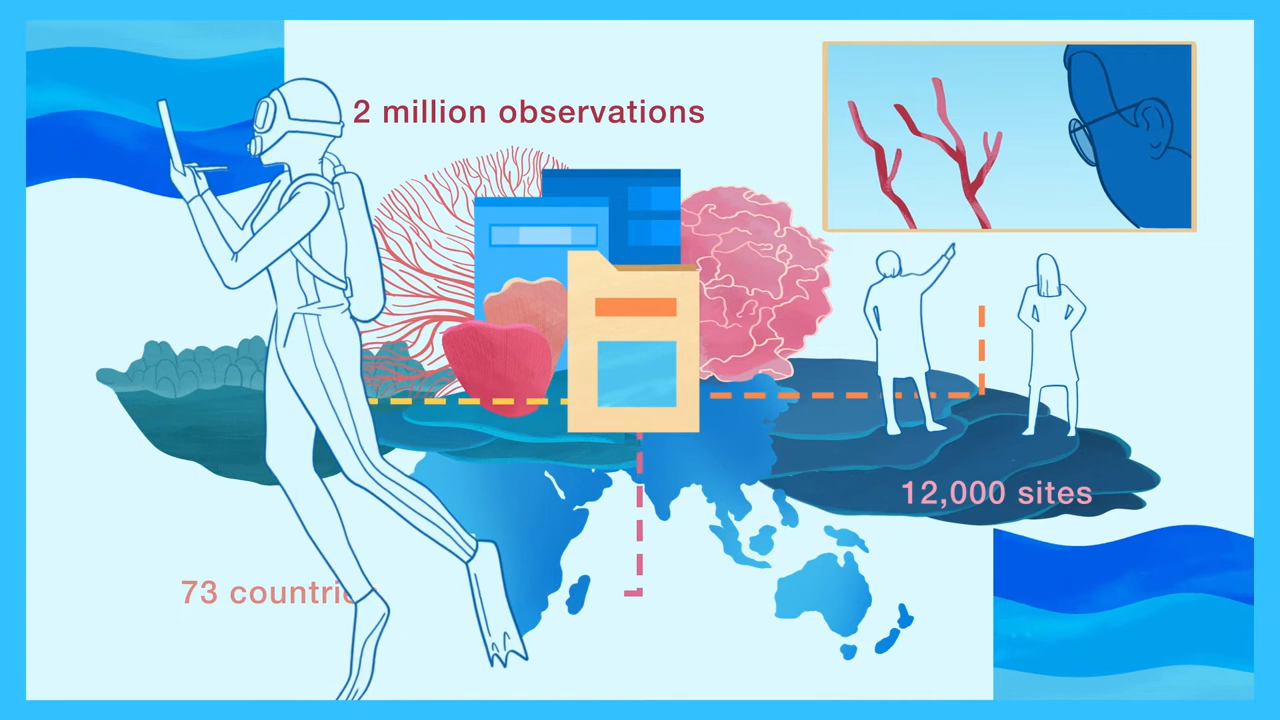 2 million observations
12,000 sites
73 countri